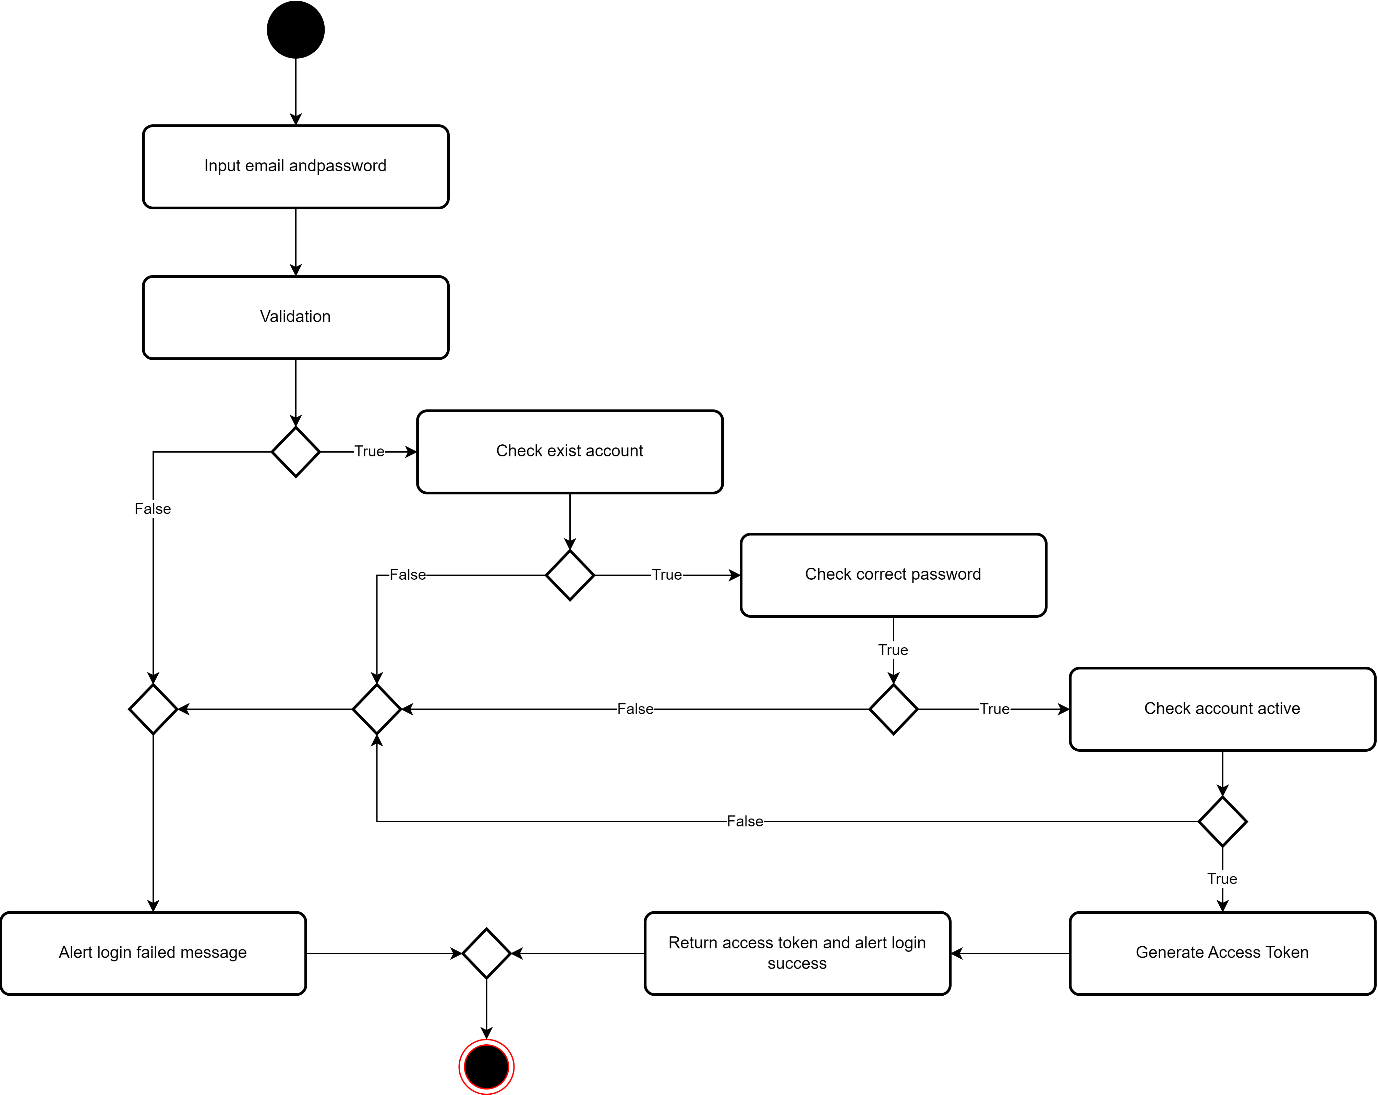 Input email andpassword
Validation
True
Check exist account
False
False
True
Check correct password
True
False
True
Check account active
False
True
Alert login failed message
Return access token and alert login
success
Generate Access Token